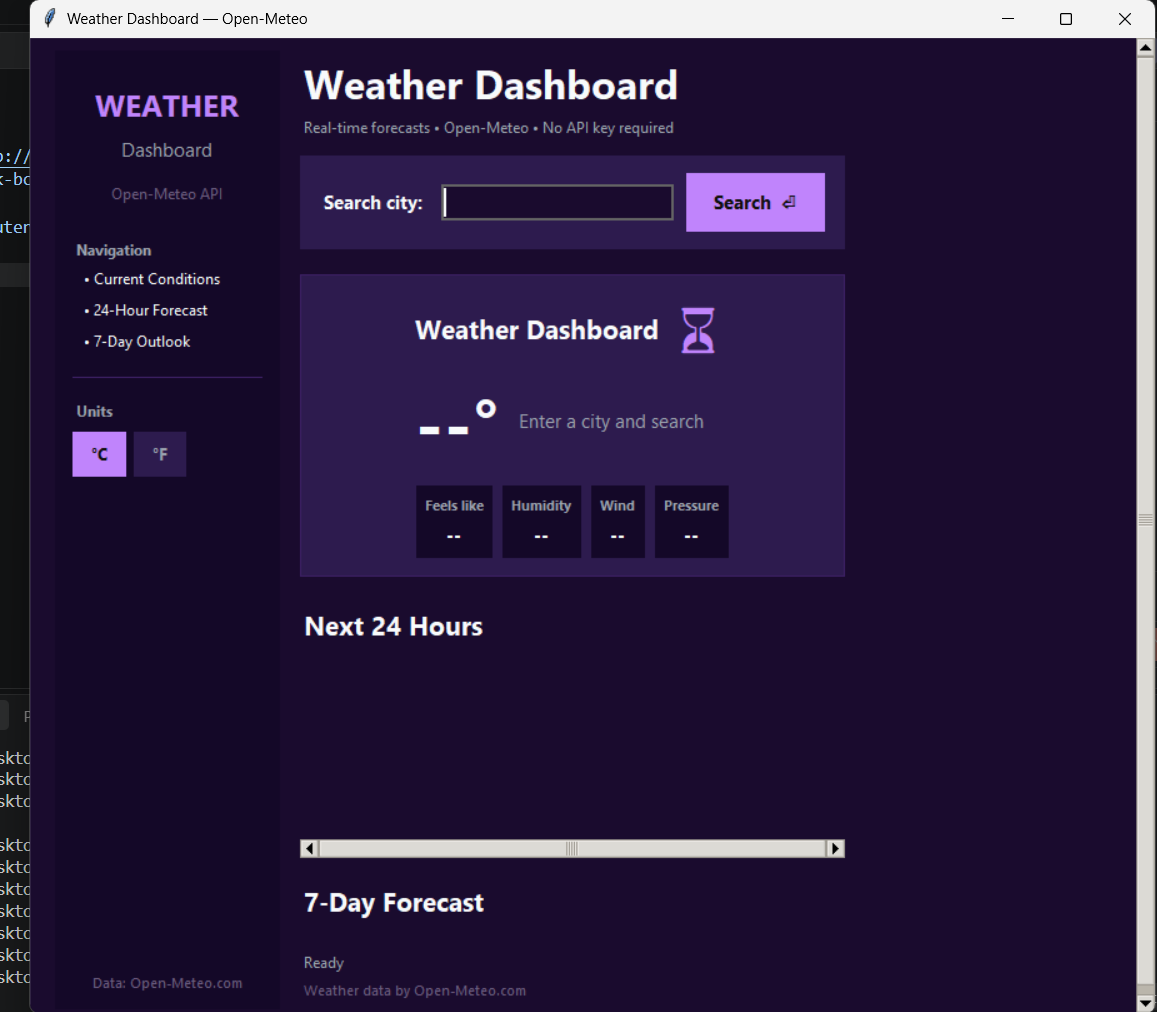 Weather Dashboard — Open-Meteo
WEATHER
Dashboard
Open-Meteo API
Navigation
• Current Conditions
• 24-Hour Forecast
• 7-Day Outlook
Units
°C °F
Data: Open-Meteo.com
Weather Dashboard
Real-time forecasts • Open-Meteo • No API key required
Search city: Search ⏎
Weather Dashboard ⏳
--° Enter a city and search
Feels like Humidity Wind Pressure
-- -- -- --
Next 24 Hours
7-Day Forecast
Ready
Weather data by Open-Meteo.com